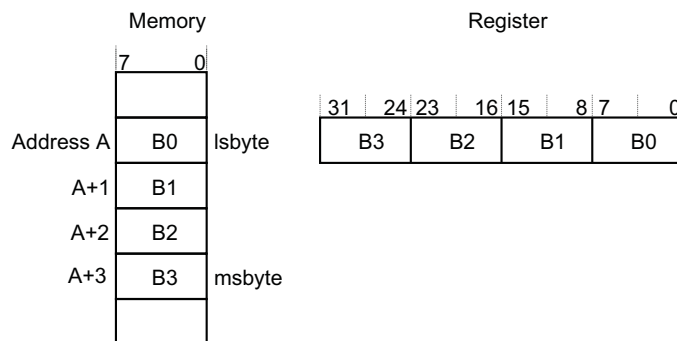 Memory
Register
7 0
31 24 23 16 15 8 7 0
Address A B0 lsbyte
B3 B2 B1 B0
A+1 B1
A+2 B2
A+3 B3 msbyte